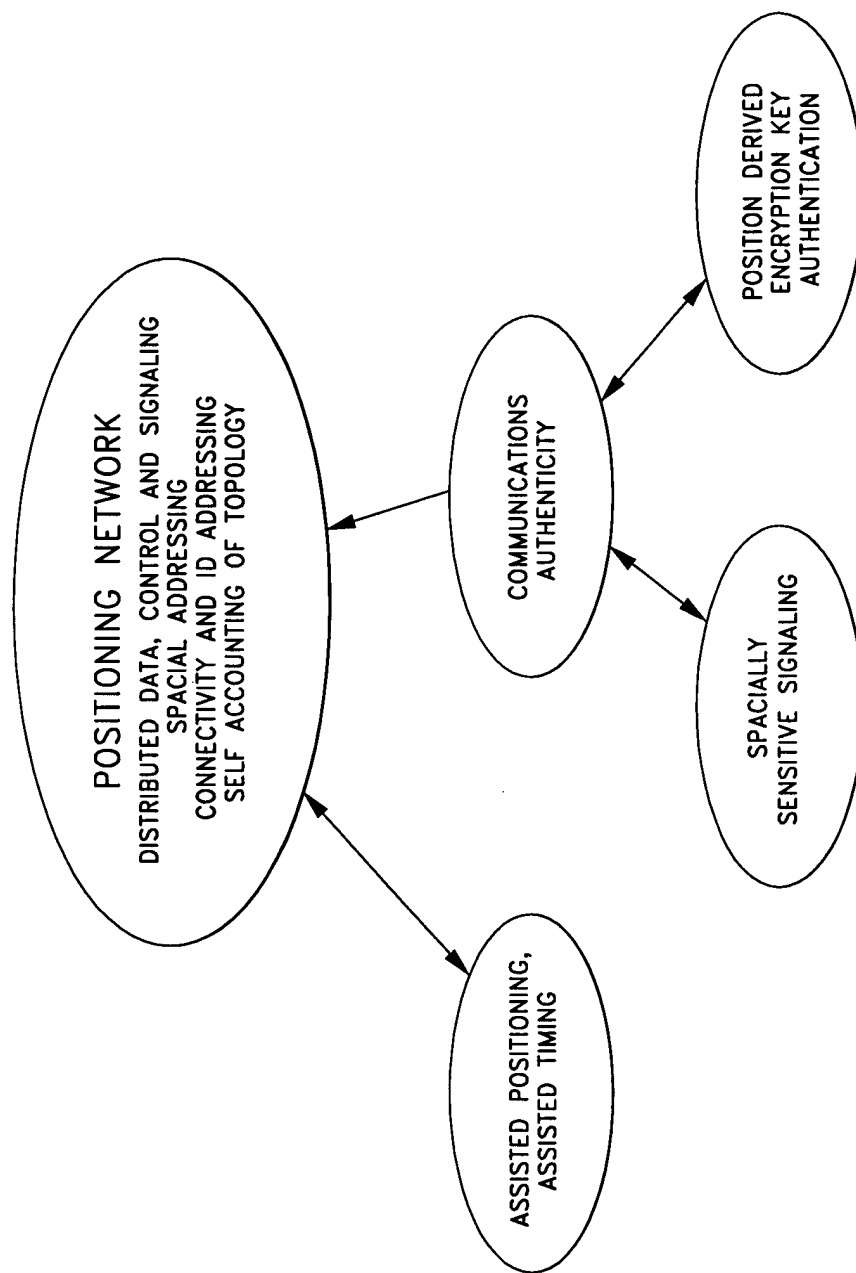 POSITIONING NETWORK
DISTRIBUTED DATA, CONTROL AND SIGNALING
SPACIAL ADDRESSING
CONNECTIVITY AND ID ADDRESSING
SELF ACCOUNTING OF TOPOLOGY
ASSISTED POSITIONING,
ASSISTED TIMING
COMMUNICATIONS
AUTHENTICITY
SPACIALLY
SENSITIVE SIGNALING
POSITION DERIVED
ENCRYPTION KEY
AUTHENTICATION